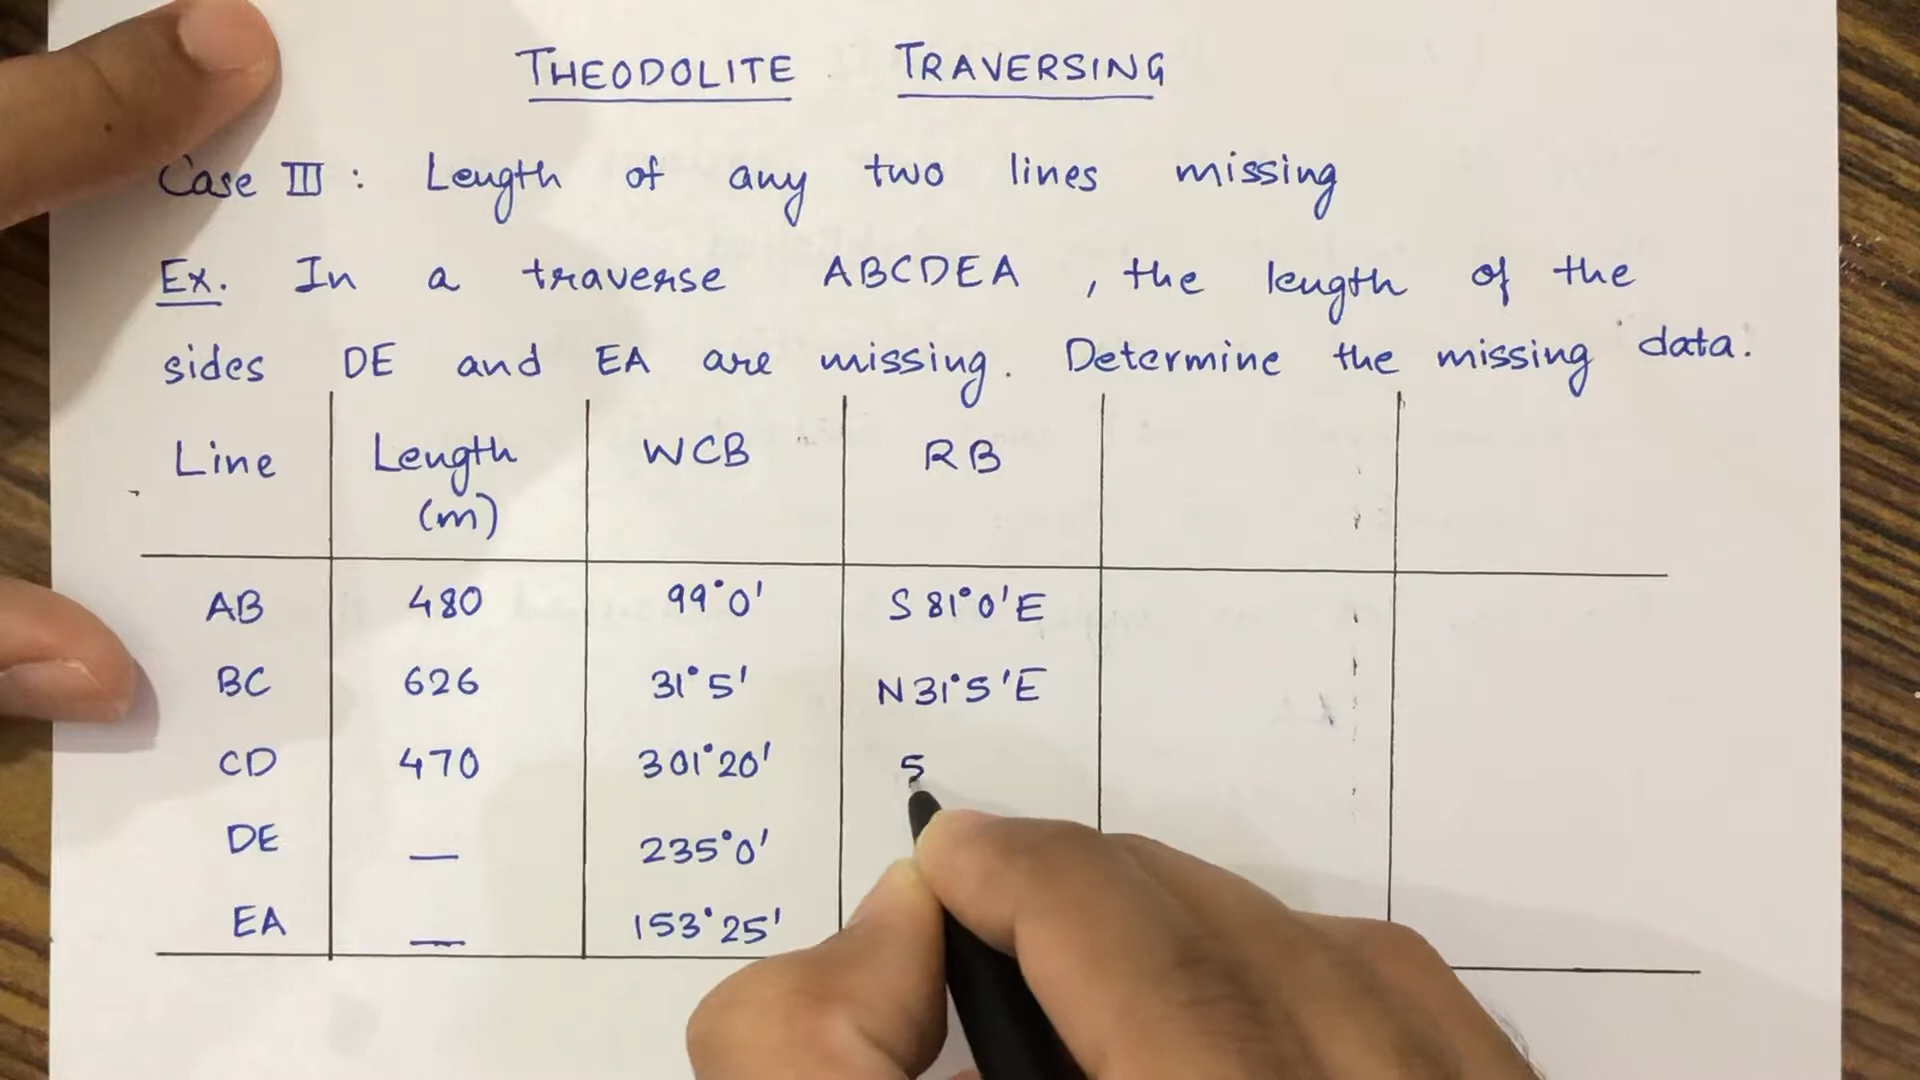 THEODOLITE TRAVERSING
Case III : Length of any two lines missing
Ex. In a traverse ABCDEA , the length of the
sides DE and EA are missing. Determine the missing data.
Line Length (m) WCB RB
AB 480 99°0' S 81°0'E
BC 626 31°5' N31°5'E
CD 470 301°20' 5
DE — 235°0'
EA — 153°25'